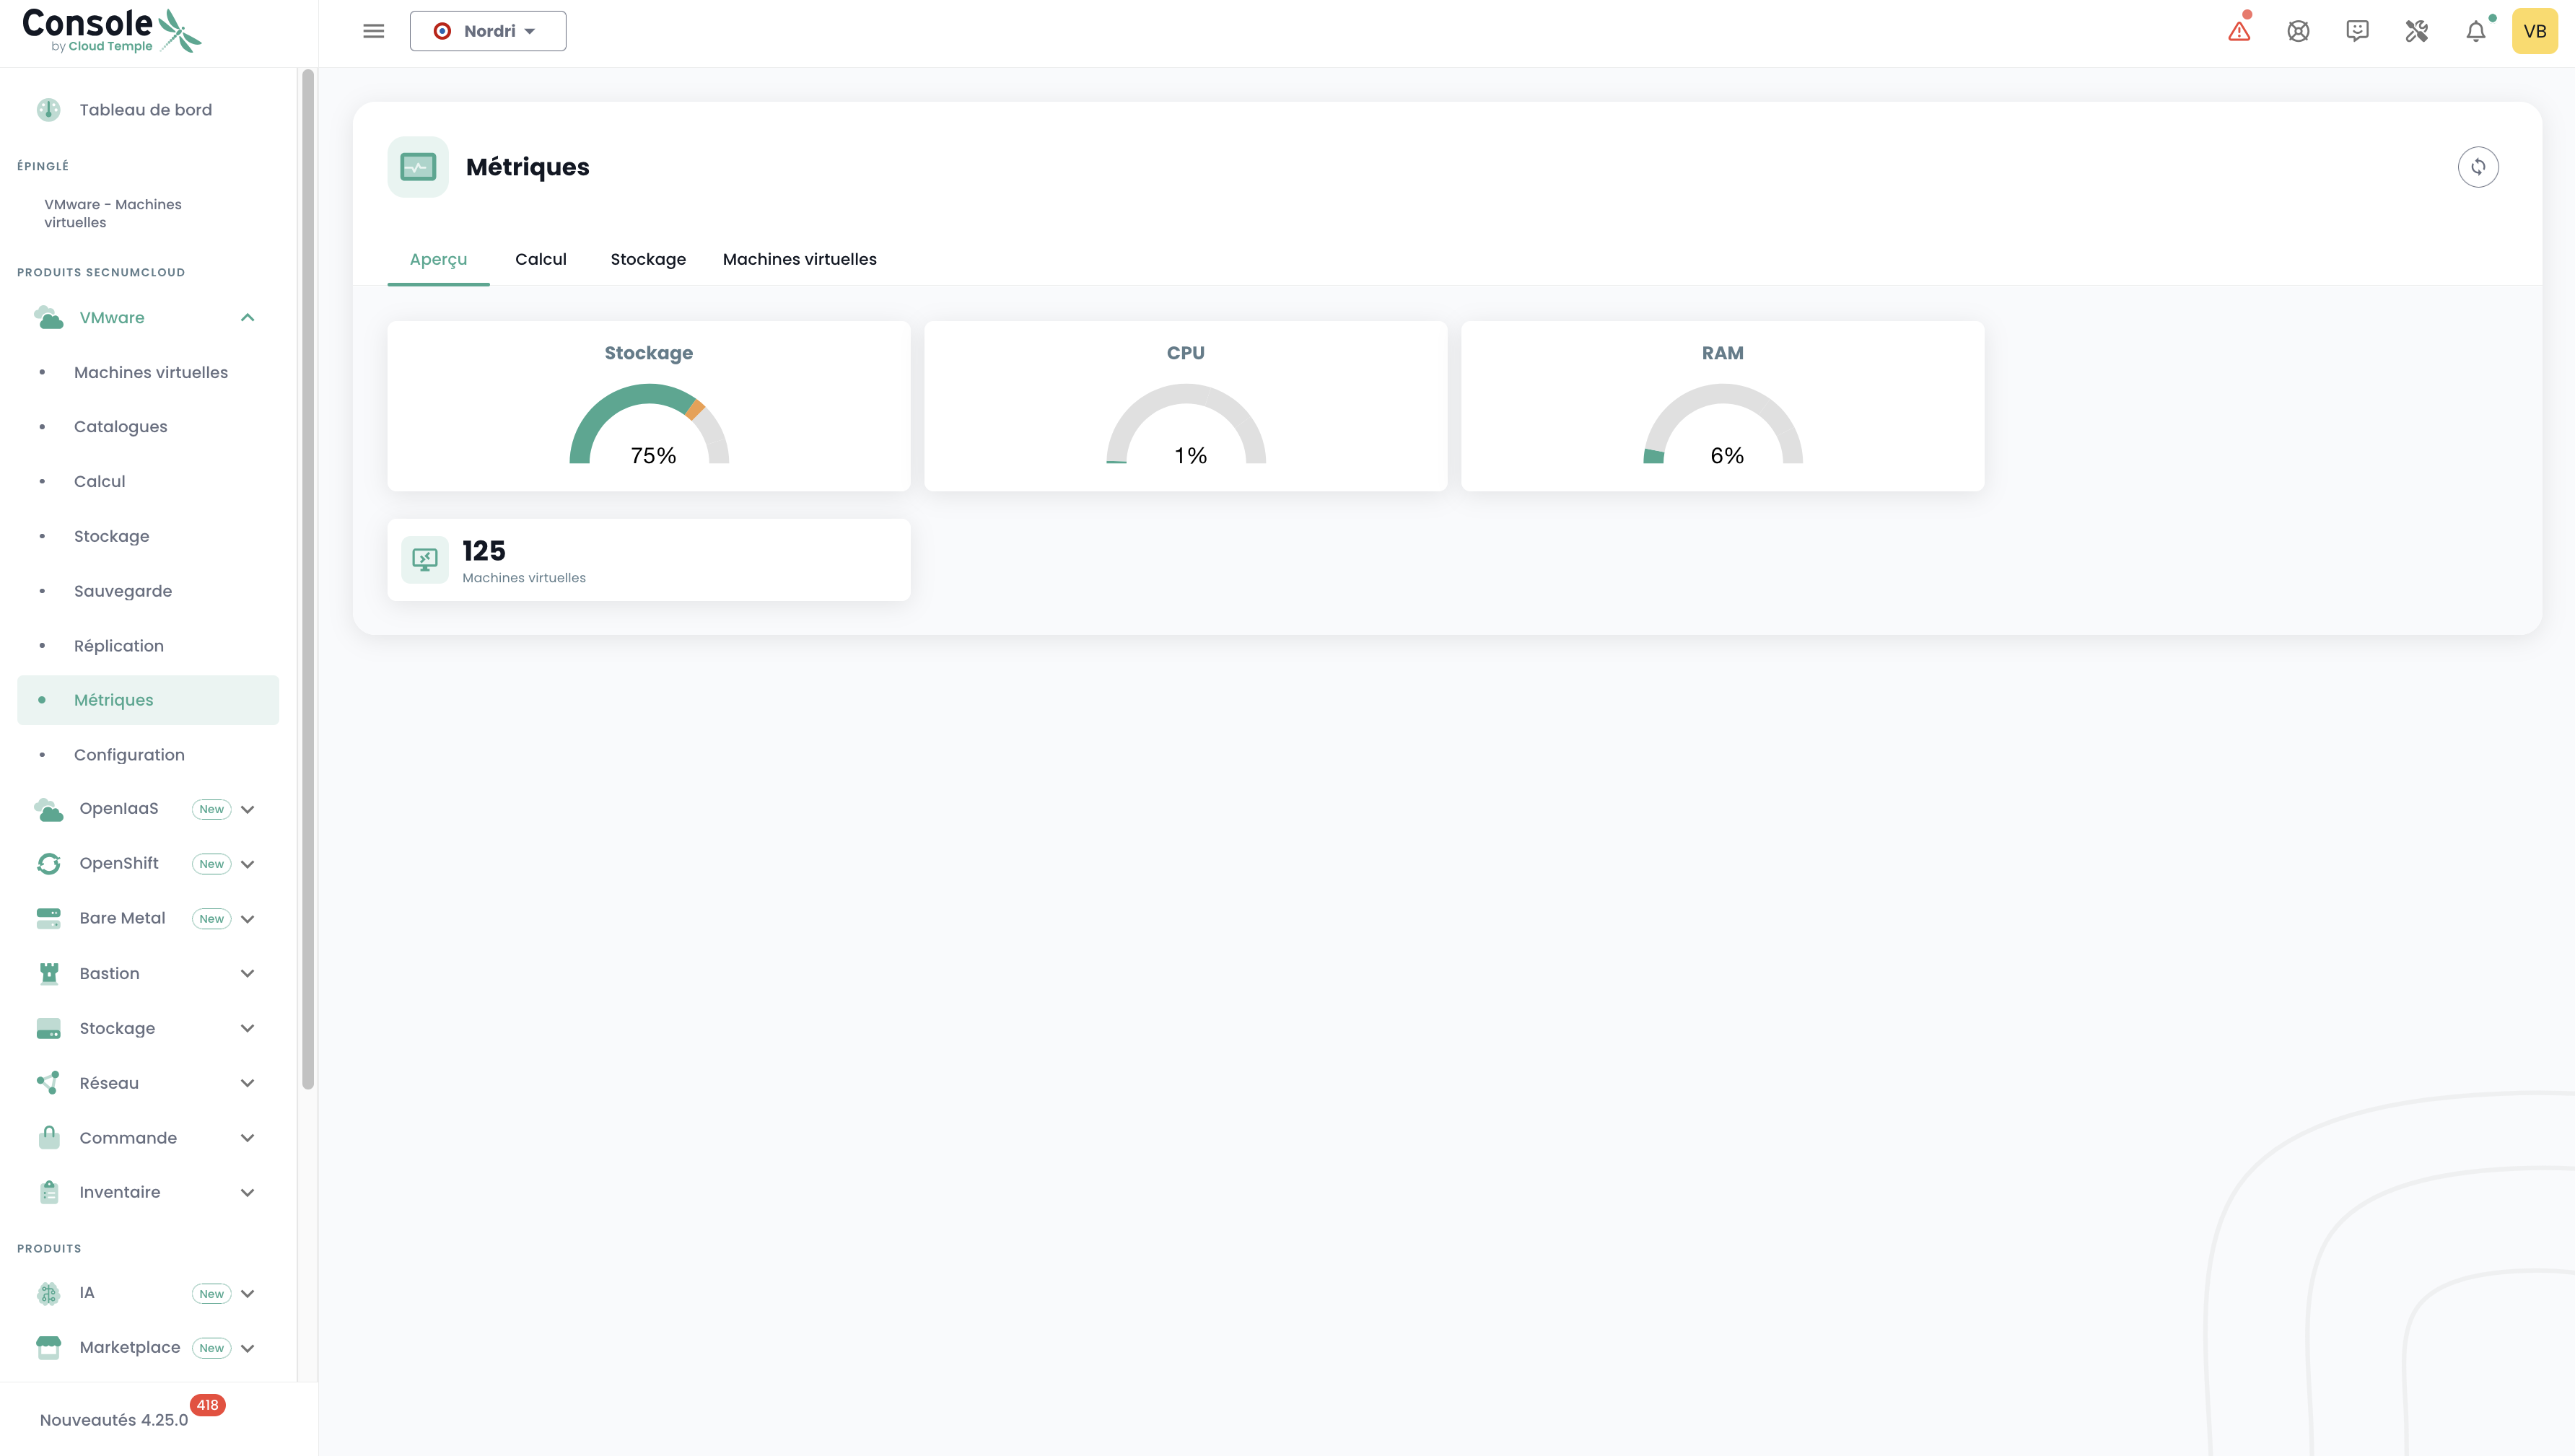 Console
by Cloud Temple
Nordri
VB
Tableau de bord
ÉPINGLÉ
VMware - Machines
virtuelles
PRODUITS SECNUMCLOUD
VMware
Machines virtuelles
Catalogues
Calcul
Stockage
Sauvegarde
Réplication
Métriques
Configuration
OpenIaaS New
OpenShift New
Bare Metal New
Bastion
Stockage
Réseau
Commande
Inventaire
PRODUITS
IA New
Marketplace New
Nouveautés 4.25.0 418
Métriques
Aperçu Calcul Stockage Machines virtuelles
Stockage
75%
CPU
1%
RAM
6%
125
Machines virtuelles